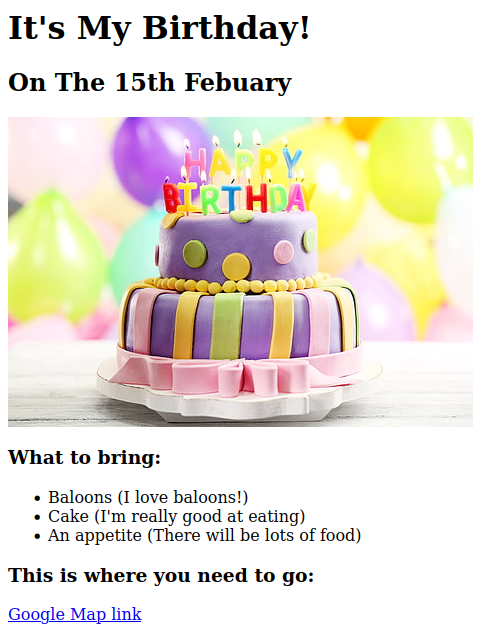 It's My Birthday!
On The 15th Febuary
HAPPY
BIRTHDAY
What to bring:
Baloons (I love baloons!)
Cake (I'm really good at eating)
An appetite (There will be lots of food)
This is where you need to go:
Google Map link